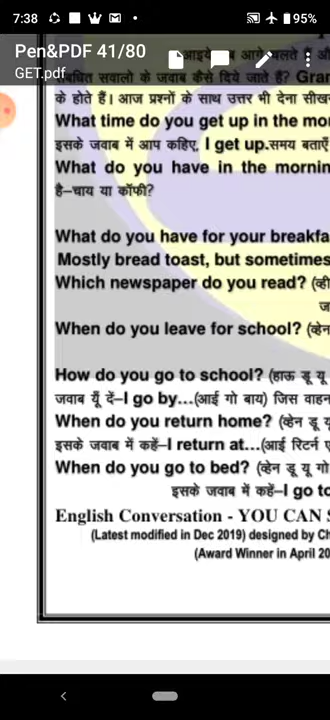 7:38
95%
Pen&PDF 41/80
GET.pdf
सवालो के जवाब कैसे दिये जाते हैं? Gran
के होते हैं। आज प्रश्नों के साथ उत्तर भी देना सीख
What time do you get up in the mo
इसके जवाब में आप कहिए, I get up.समय बताएँ
What do you have in the mornin
है–चाय या कॉफी?
What do you have for your breakfa
Mostly bread toast, but sometimes
Which newspaper do you read? (व्ही
ज
When do you leave for school? (व्हेन
How do you go to school? (हाऊ डू यू
जवाब यूँ दें–I go by...(आई गो बाय) जिस वाहन
When do you return home? (व्हेन डू यू
इसके जवाब में कहें–I return at...(आई रिटर्न ए
When do you go to bed? (व्हेन डू यू गो
इसके जवाब में कहें–I go to
English Conversation - YOU CAN S
(Latest modified in Dec 2019) designed by Ch
(Award Winner in April 20